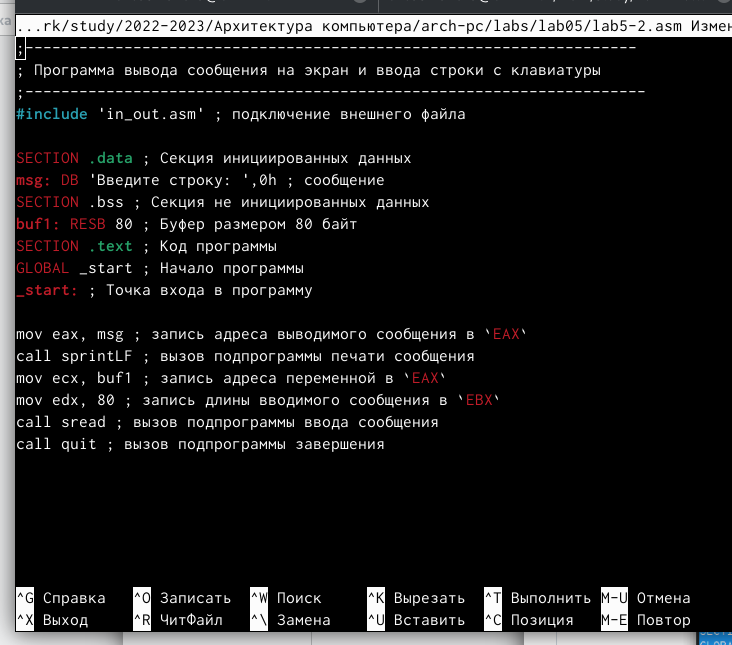 ...rk/study/2022-2023/Архитектура компьютера/arch-pc/labs/lab05/lab5-2.asm Измен
;--------------------------------------------------------------------
; Программа вывода сообщения на экран и ввода строки с клавиатуры
;---------------------------------------------------------------------
#include 'in_out.asm' ; подключение внешнего файла
SECTION .data ; Секция инициированных данных
msg: DB 'Введите строку: ',0h ; сообщение
SECTION .bss ; Секция не инициированных данных
buf1: RESB 80 ; Буфер размером 80 байт
SECTION .text ; Код программы
GLOBAL _start ; Начало программы
_start: ; Точка входа в программу
mov eax, msg ; запись адреса выводимого сообщения в `EAX`
call sprintLF ; вызов подпрограммы печати сообщения
mov ecx, buf1 ; запись адреса переменной в `EAX`
mov edx, 80 ; запись длины вводимого сообщения в `EBX`
call sread ; вызов подпрограммы ввода сообщения
call quit ; вызов подпрограммы завершения
^G Справка ^O Записать ^W Поиск ^K Вырезать ^T Выполнить M-U Отмена
^X Выход ^R ЧитФайл ^\ Замена ^U Вставить ^C Позиция M-E Повтор